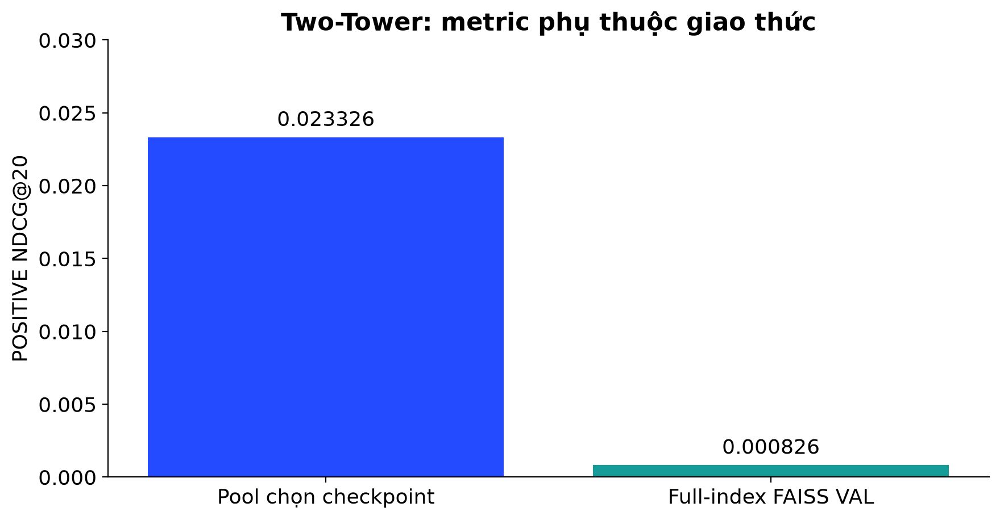 Two-Tower: metric phụ thuộc giao thức
POSITIVE NDCG@20
0.030
0.025
0.020
0.015
0.010
0.005
0.000
0.023326
0.000826
Pool chọn checkpoint
Full-index FAISS VAL